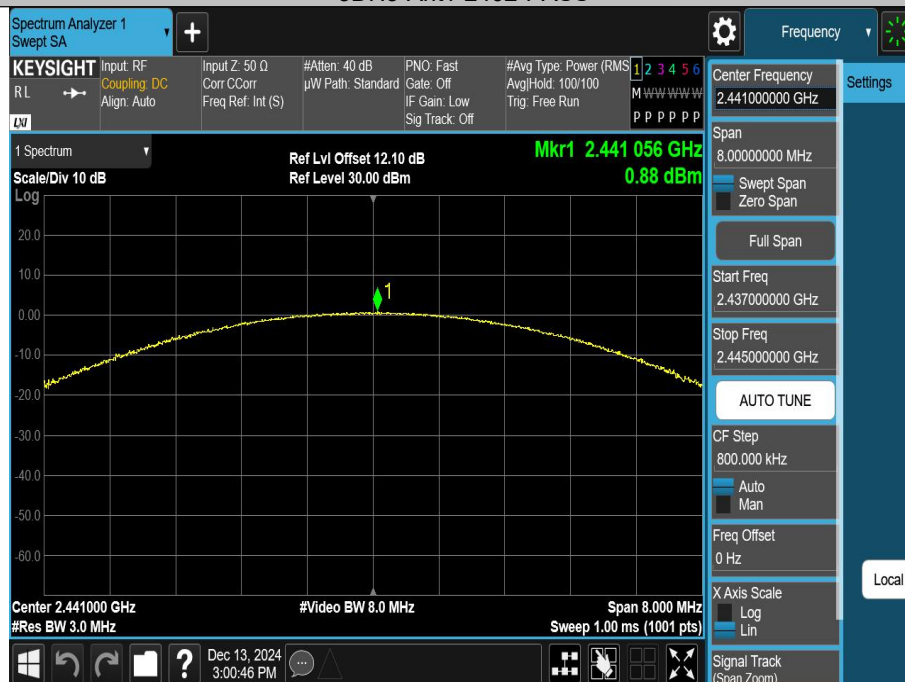 Spectrum Analyzer 1
Swept SA
Frequency
KEYSIGHT
RL
LXI
Input: RF
Coupling: DC
Align: Auto
Input Z: 50 Ω
Corr CCorr
Freq Ref: Int (S)
#Atten: 40 dB
µW Path: Standard
PNO: Fast
Gate: Off
IF Gain: Low
Sig Track: Off
#Avg Type: Power (RMS
Avg|Hold: 100/100
Trig: Free Run
1 2 3 4 5 6
M W W W W W
P P P P P P
1 Spectrum
Scale/Div 10 dB
Log
Ref Lvl Offset 12.10 dB
Ref Level 30.00 dBm
Mkr1 2.441 056 GHz
0.88 dBm
20.0
10.0
1
0.00
-10.0
-20.0
-30.0
-40.0
-50.0
-60.0
Center 2.441000 GHz
#Res BW 3.0 MHz
#Video BW 8.0 MHz
Span 8.000 MHz
Sweep 1.00 ms (1001 pts)
Dec 13, 2024
3:00:46 PM
?
Center Frequency
2.441000000 GHz
Span
8.00000000 MHz
Swept Span
Zero Span
Full Span
Start Freq
2.437000000 GHz
Stop Freq
2.445000000 GHz
AUTO TUNE
CF Step
800.000 kHz
Auto
Man
Freq Offset
0 Hz
X Axis Scale
Log
Lin
Signal Track
(Span Zoom)
Settings
Local